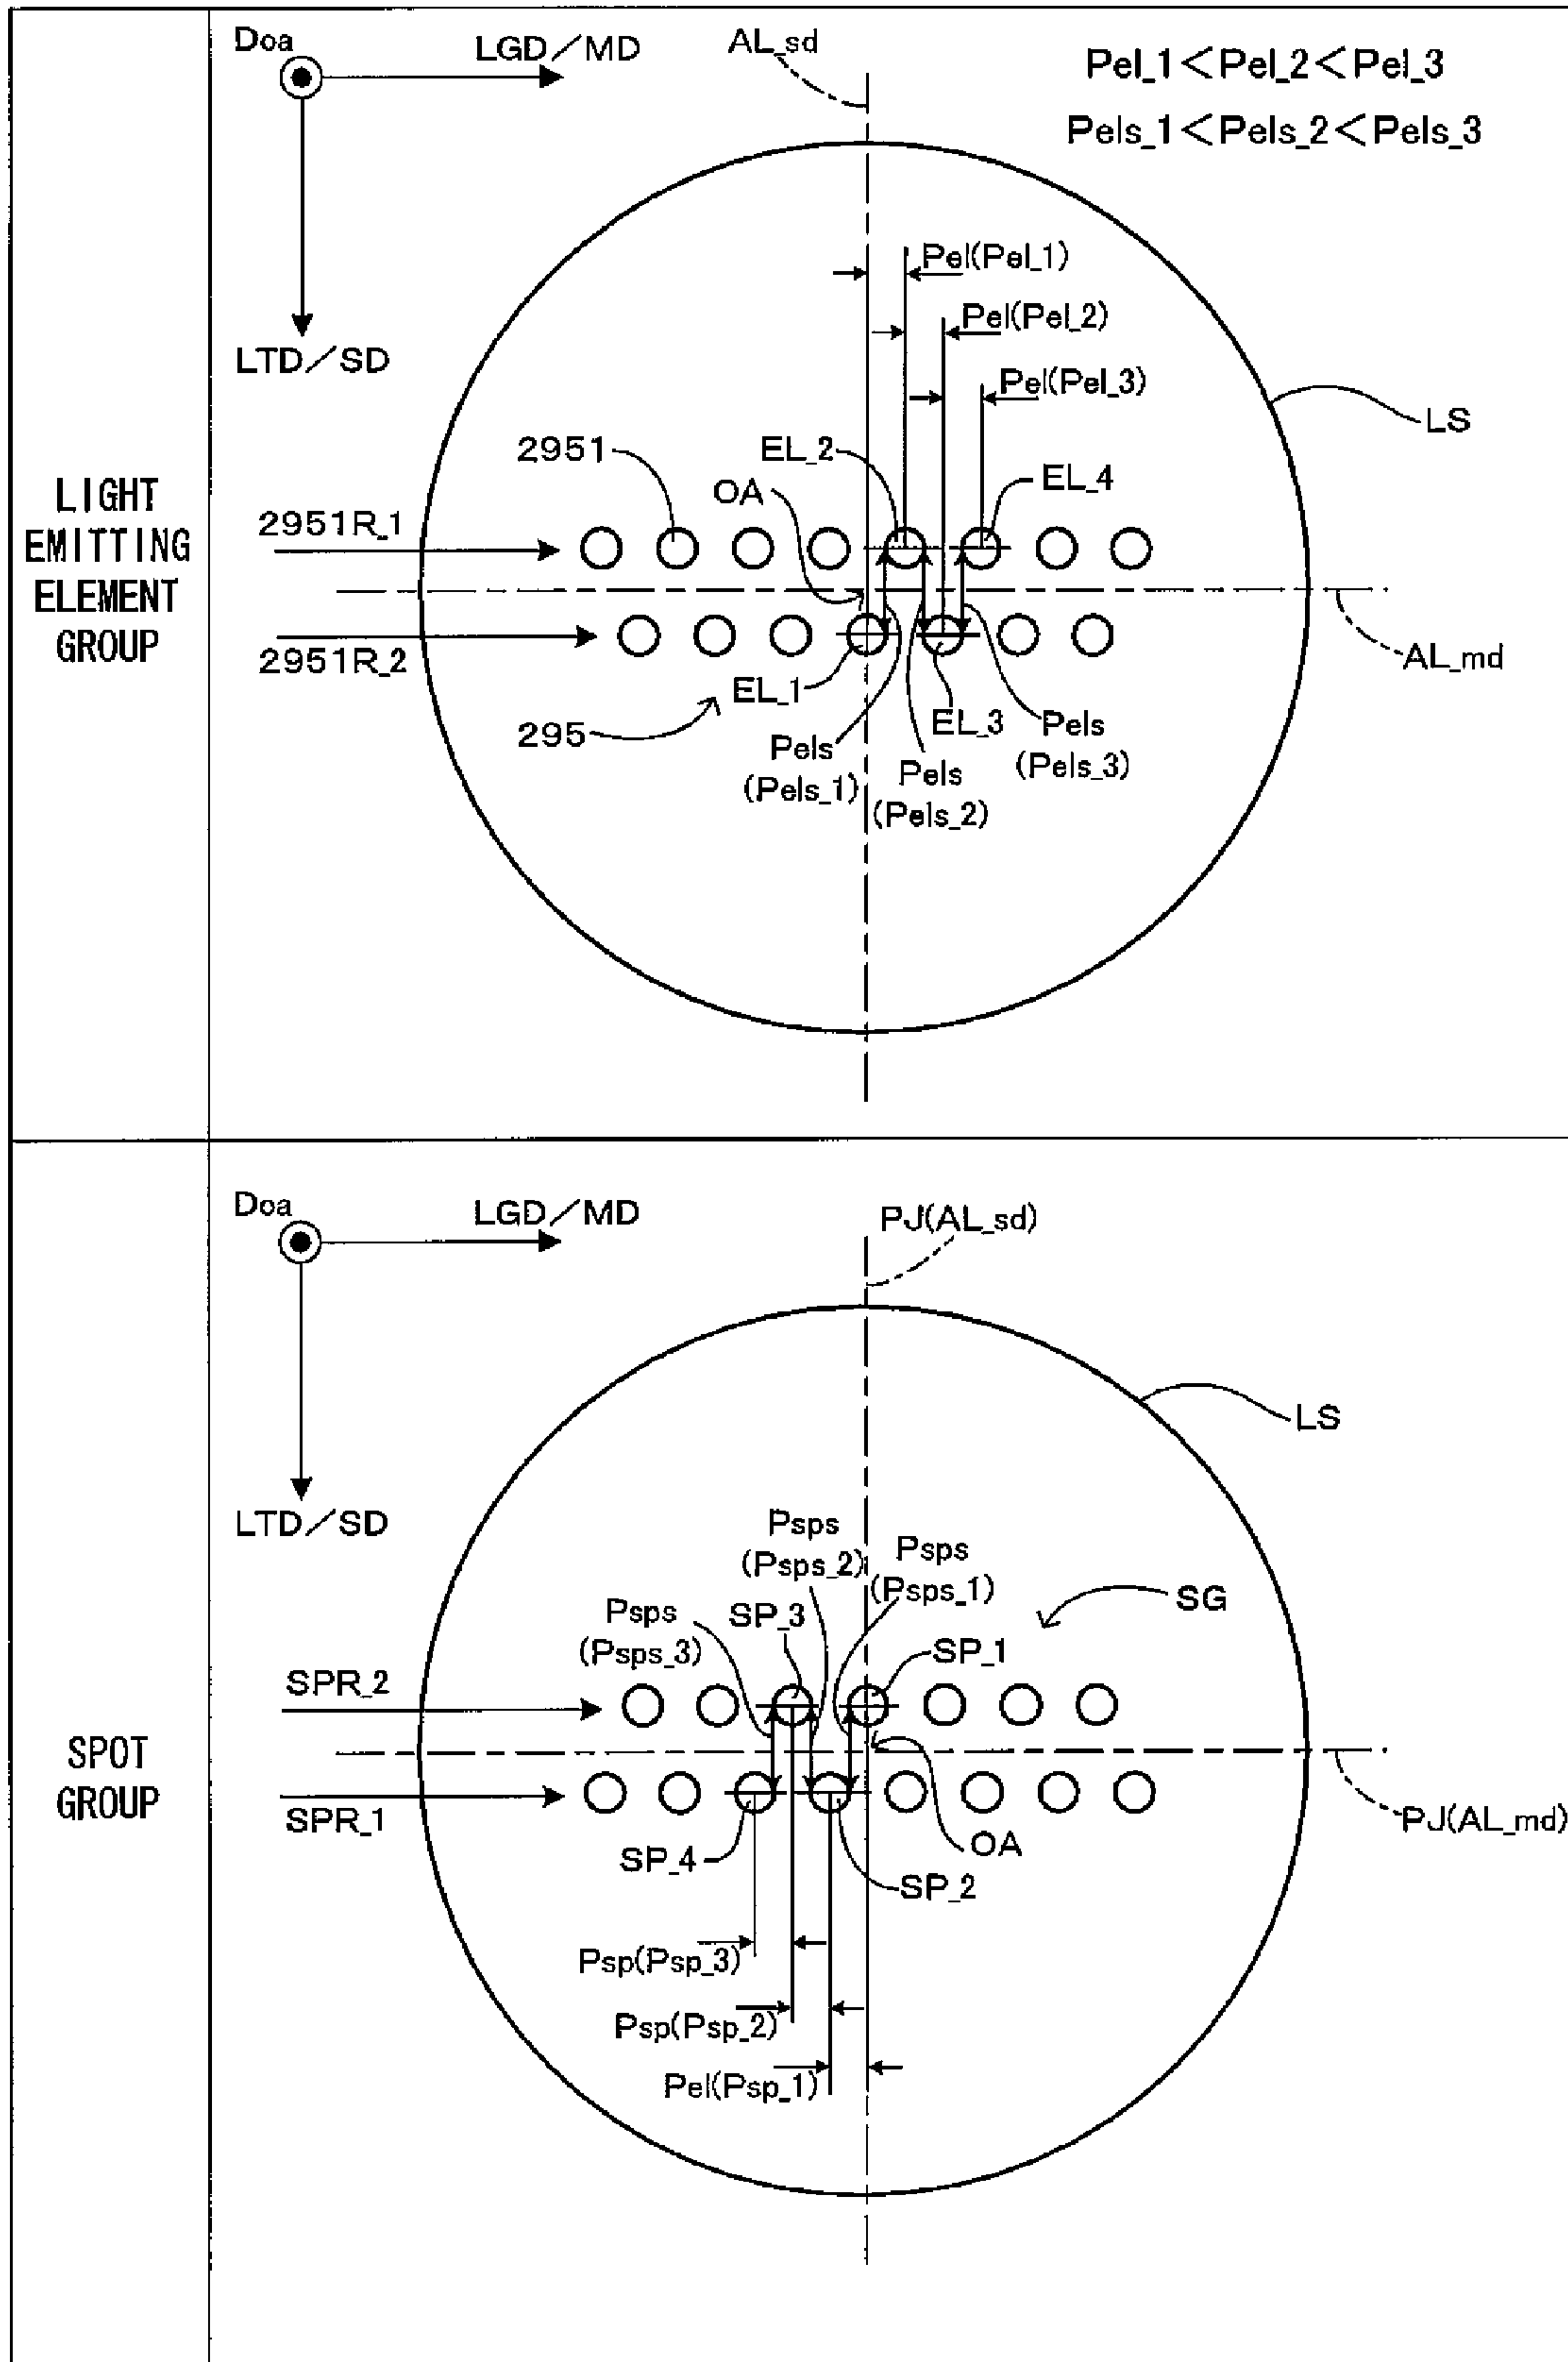 Doa
LGD/MD
AL_sd
Pel_1<Pel_2<Pel_3
Pels_1<Pels_2<Pels_3
LTD/SD
Pel(Pel_1)
Pel(Pel_2)
Pel(Pel_3)
LS
2951
EL_2
EL_4
OA
2951R_1
LIGHT
EMITTING
ELEMENT
GROUP
2951R_2
AL_md
EL_1
EL_3
295
Pels
(Pels_1)
Pels
(Pels_2)
Pels
(Pels_3)
Doa
LGD/MD
PJ(AL_sd)
LS
LTD/SD
Psps
(Psps_2)
Psps
(Psps_1)
SG
Psps
(Psps_3)
SP_3
SP_1
SPR_2
SPOT
GROUP
SPR_1
PJ(AL_md)
SP_4
OA
SP_2
Psp(Psp_3)
Psp(Psp_2)
Pel(Psp_1)